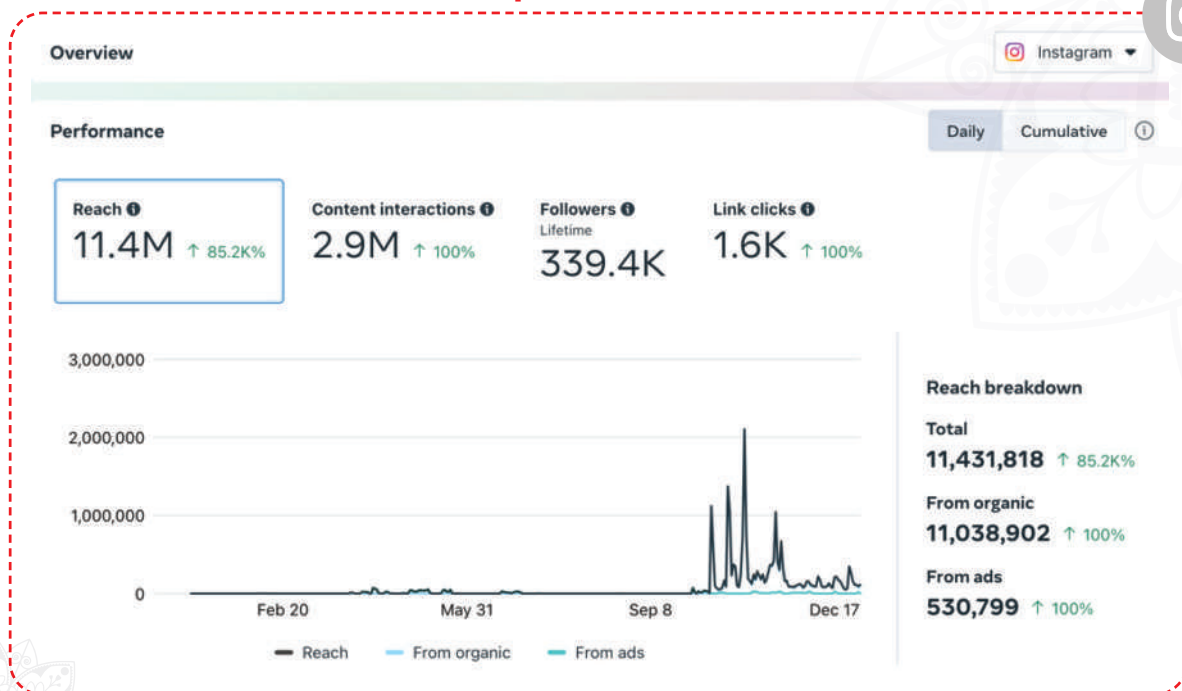 Overview
Instagram
Performance
Daily Cumulative
Reach Content interactions Followers Link clicks
Lifetime
11.4M ↑ 85.2K% 2.9M ↑ 100% 339.4K 1.6K ↑ 100%
3,000,000
2,000,000
1,000,000
0
Feb 20 May 31 Sep 8 Dec 17
Reach From organic From ads
Reach breakdown
Total
11,431,818 ↑ 85.2K%
From organic
11,038,902 ↑ 100%
From ads
530,799 ↑ 100%